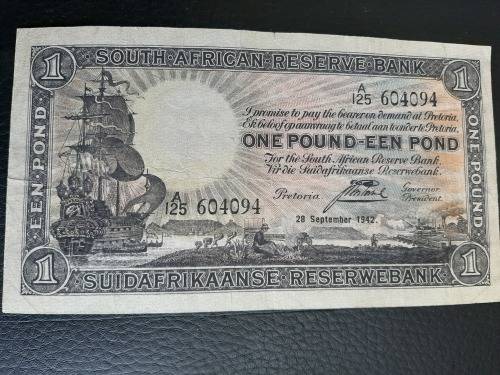 1
SOUTH·AFRICAN·RESERVE·BANK
1
A/125 604094
I promise to pay the bearer on demand at Pretoria.
Ek beloof op aanvraag te betaal aan toonder te Pretoria,
ONE POUND-EEN POND
For the South African Reserve Bank.
Vir die Suidafrikaanse Reserwebank.
EEN·POND
ONE·POUND
A/125 604094
Pretoria.
Governor
President.
28 September 1942.
1
SUIDAFRIKAANSE·RESERWEBANK
1